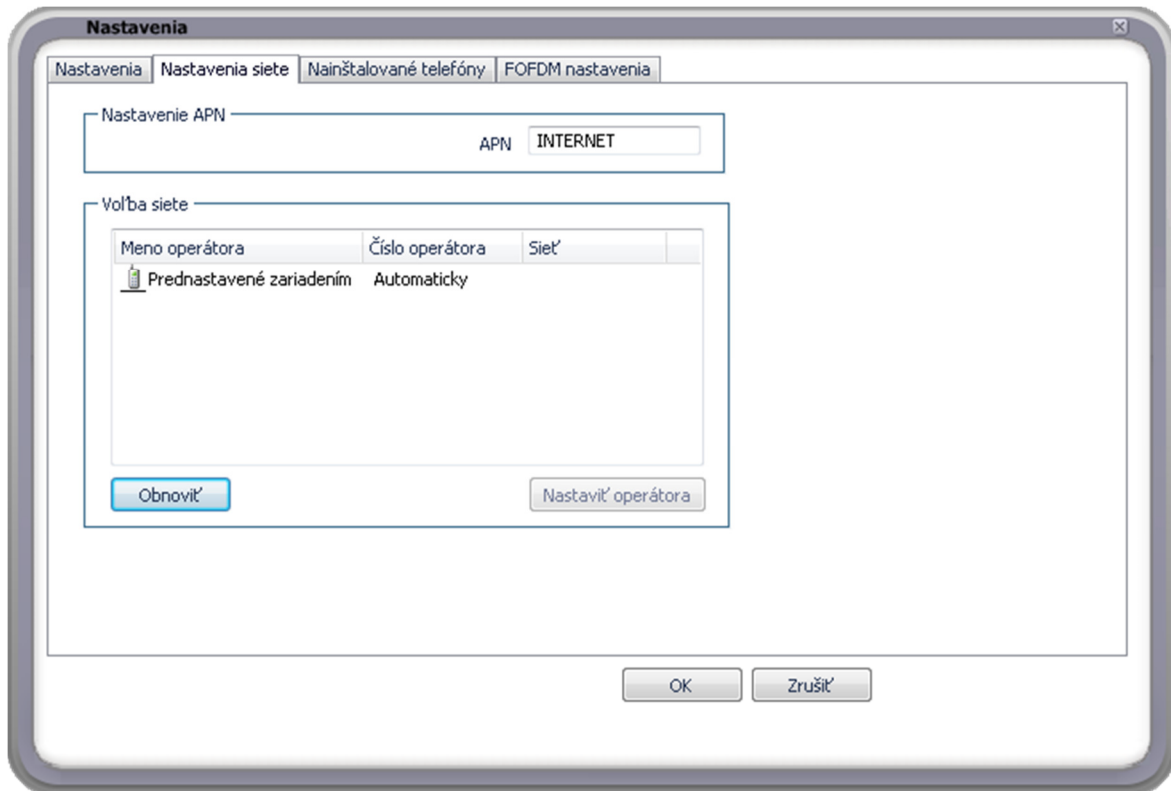 Nastavenia
Nastavenia Nastavenia siete Nainštalované telefóny FOFDM nastavenia
Nastavenie APN
APN INTERNET
Voľba siete
Meno operátora Číslo operátora Sieť
Prednastavené zariadením Automaticky
Obnoviť Nastaviť operátora
OK Zrušiť